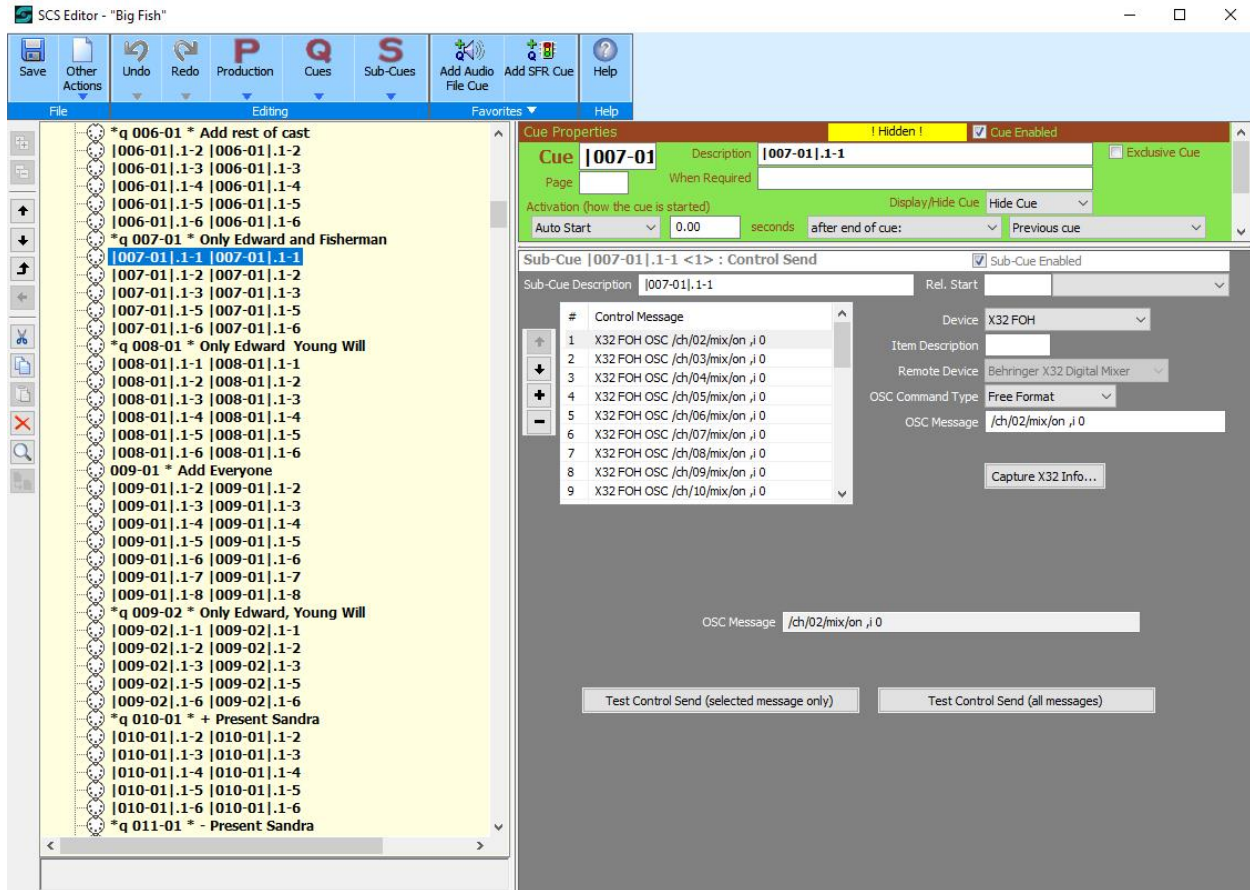 SCS Editor - "Big Fish"
Save
Other Actions
Undo
Redo
Production
Cues
Sub-Cues
Add Audio File Cue
Add SFR Cue
Help
File
Editing
Favorites
Help
*q 006-01 * Add rest of cast
|006-01|.1-2 |006-01|.1-2
|006-01|.1-3 |006-01|.1-3
|006-01|.1-4 |006-01|.1-4
|006-01|.1-5 |006-01|.1-5
|006-01|.1-6 |006-01|.1-6
*q 007-01 * Only Edward and Fisherman
|007-01|.1-1 |007-01|.1-1
|007-01|.1-2 |007-01|.1-2
|007-01|.1-3 |007-01|.1-3
|007-01|.1-5 |007-01|.1-5
|007-01|.1-6 |007-01|.1-6
*q 008-01 * Only Edward  Young Will
|008-01|.1-1 |008-01|.1-1
|008-01|.1-2 |008-01|.1-2
|008-01|.1-3 |008-01|.1-3
|008-01|.1-4 |008-01|.1-4
|008-01|.1-5 |008-01|.1-5
|008-01|.1-6 |008-01|.1-6
009-01 * Add Everyone
|009-01|.1-2 |009-01|.1-2
|009-01|.1-3 |009-01|.1-3
|009-01|.1-4 |009-01|.1-4
|009-01|.1-5 |009-01|.1-5
|009-01|.1-6 |009-01|.1-6
|009-01|.1-7 |009-01|.1-7
|009-01|.1-8 |009-01|.1-8
*q 009-02 * Only Edward, Young Will
|009-02|.1-1 |009-02|.1-1
|009-02|.1-2 |009-02|.1-2
|009-02|.1-3 |009-02|.1-3
|009-02|.1-5 |009-02|.1-5
|009-02|.1-6 |009-02|.1-6
*q 010-01 * + Present Sandra
|010-01|.1-2 |010-01|.1-2
|010-01|.1-3 |010-01|.1-3
|010-01|.1-4 |010-01|.1-4
|010-01|.1-5 |010-01|.1-5
|010-01|.1-6 |010-01|.1-6
*q 011-01 * - Present Sandra
Cue Properties
! Hidden !
Cue Enabled
Cue |007-01
Description |007-01|.1-1
Exclusive Cue
Page
When Required
Activation (how the cue is started)
Display/Hide Cue Hide Cue
Auto Start 0.00 seconds after end of cue: Previous cue
Sub-Cue |007-01|.1-1 <1> : Control Send
Sub-Cue Enabled
Sub-Cue Description |007-01|.1-1
Rel. Start
# Control Message
1 X32 FOH OSC /ch/02/mix/on ,i 0
2 X32 FOH OSC /ch/03/mix/on ,i 0
3 X32 FOH OSC /ch/04/mix/on ,i 0
4 X32 FOH OSC /ch/05/mix/on ,i 0
5 X32 FOH OSC /ch/06/mix/on ,i 0
6 X32 FOH OSC /ch/07/mix/on ,i 0
7 X32 FOH OSC /ch/08/mix/on ,i 0
8 X32 FOH OSC /ch/09/mix/on ,i 0
9 X32 FOH OSC /ch/10/mix/on ,i 0
Device X32 FOH
Item Description
Remote Device Behringer X32 Digital Mixer
OSC Command Type Free Format
OSC Message /ch/02/mix/on ,i 0
Capture X32 Info...
OSC Message /ch/02/mix/on ,i 0
Test Control Send (selected message only)
Test Control Send (all messages)